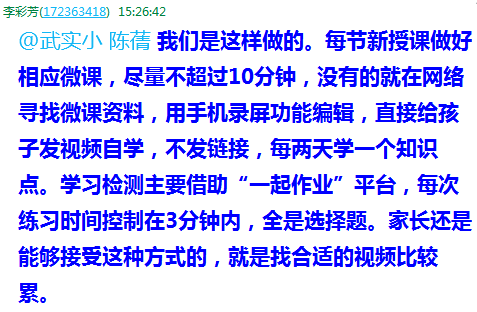 李彩芳(172363418) 15:26:42
@武实小 陈蒨 我们是这样做的。每节新授课做好
相应微课，尽量不超过10分钟，没有的就在网络
寻找微课资料，用手机录屏功能编辑，直接给孩
子发视频自学，不发链接，每两天学一个知识
点。学习检测主要借助“一起作业”平台，每次
练习时间控制在3分钟内，全是选择题。家长还是
能够接受这种方式的，就是找合适的视频比较
累。